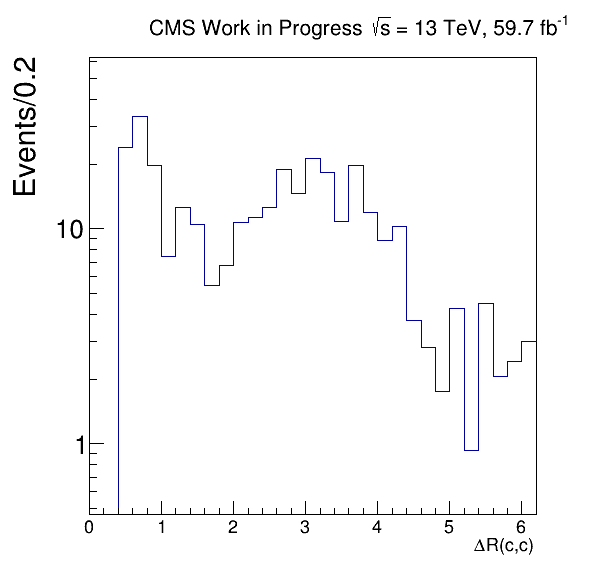 CMS Work in Progress √s = 13 TeV, 59.7 fb⁻¹
Events/0.2
10
1
0 1 2 3 4 5 6
ΔR(c,c)